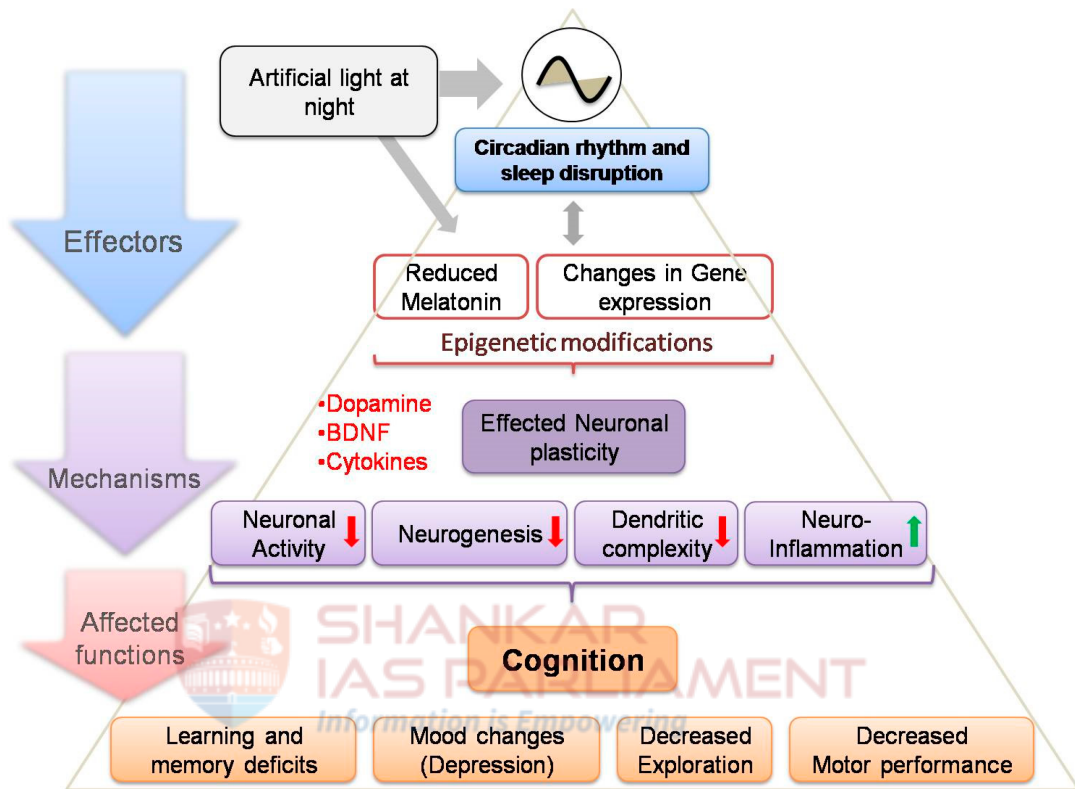 Artificial light at
night
Circadian rhythm and
sleep disruption
Effectors
Reduced
Melatonin
Changes in Gene
expression
Epigenetic modifications
•Dopamine
•BDNF
•Cytokines
Effected Neuronal
plasticity
Mechanisms
Neuronal
Activity
Neurogenesis
Dendritic
complexity
Neuro-
Inflammation
Affected
functions
SHANKAR
IAS PARLIAMENT
Information is Empowering
Cognition
Learning and
memory deficits
Mood changes
(Depression)
Decreased
Exploration
Decreased
Motor performance